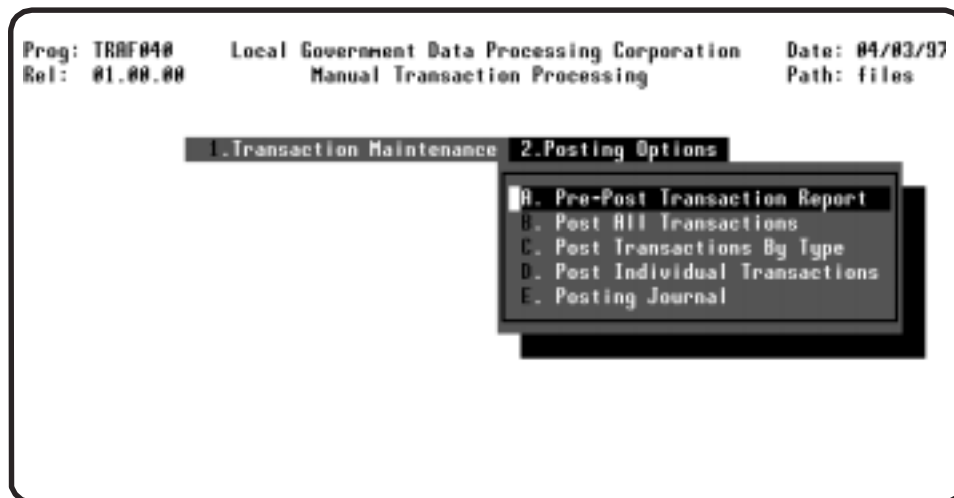 Prog: TRAF040 Local Government Data Processing Corporation Date: 04/03/97
Rel: 01.00.00 Manual Transaction Processing Path: files
1.Transaction Maintenance 2.Posting Options
A. Pre-Post Transaction Report
B. Post All Transactions
C. Post Transactions By Type
D. Post Individual Transactions
E. Posting Journal